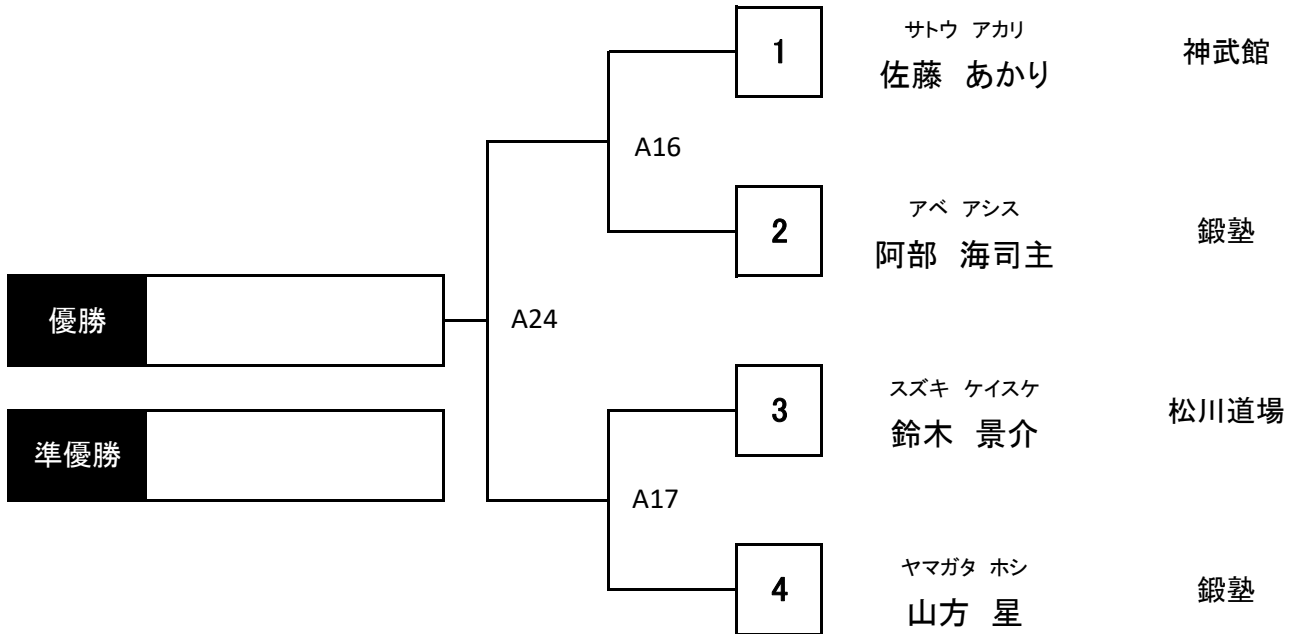 サトウ アカリ
1 佐藤 あかり 神武館
A16
アベ アシス
2 阿部 海司主 鍛塾
優勝
A24
スズキ ケイスケ
3 鈴木 景介 松川道場
準優勝
A17
ヤマガタ ホシ
4 山方 星 鍛塾